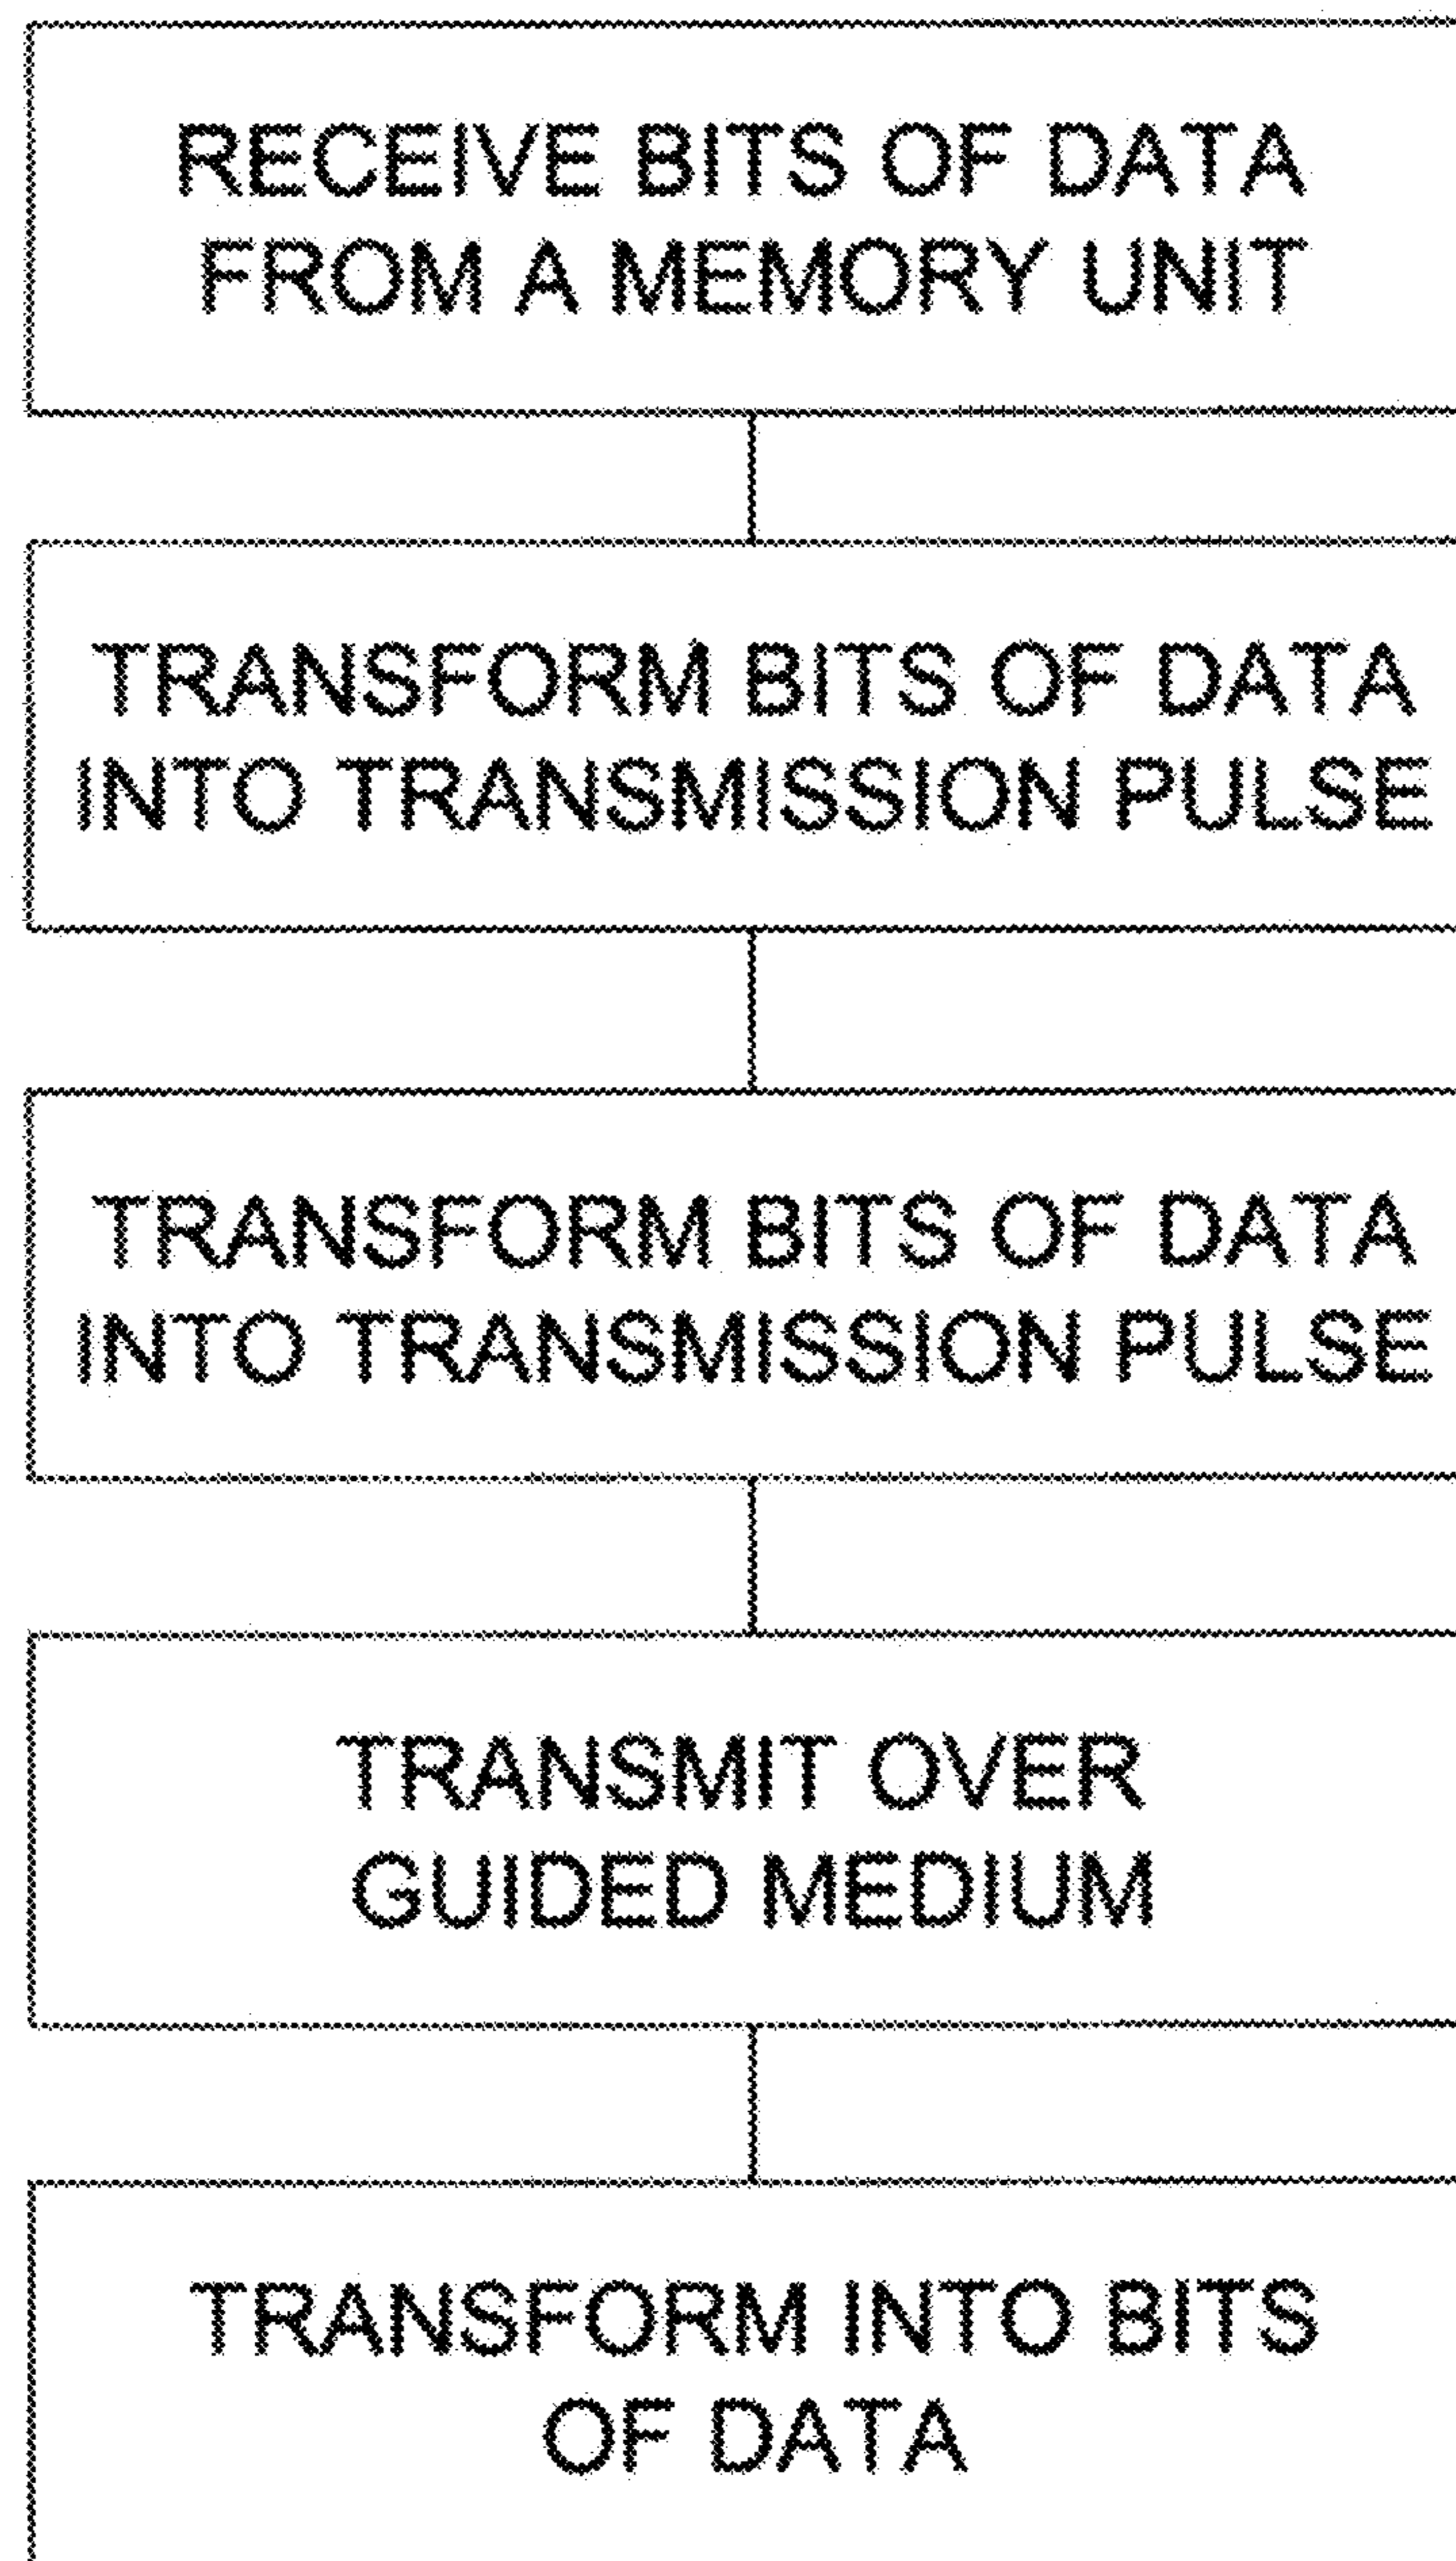 RECEIVE BITS OF DATA
FROM A MEMORY UNIT
TRANSFORM BITS OF DATA
INTO TRANSMISSION PULSE
TRANSFORM BITS OF DATA
INTO TRANSMISSION PULSE
TRANSMIT OVER
GUIDED MEDIUM
TRANSFORM INTO BITS
OF DATA